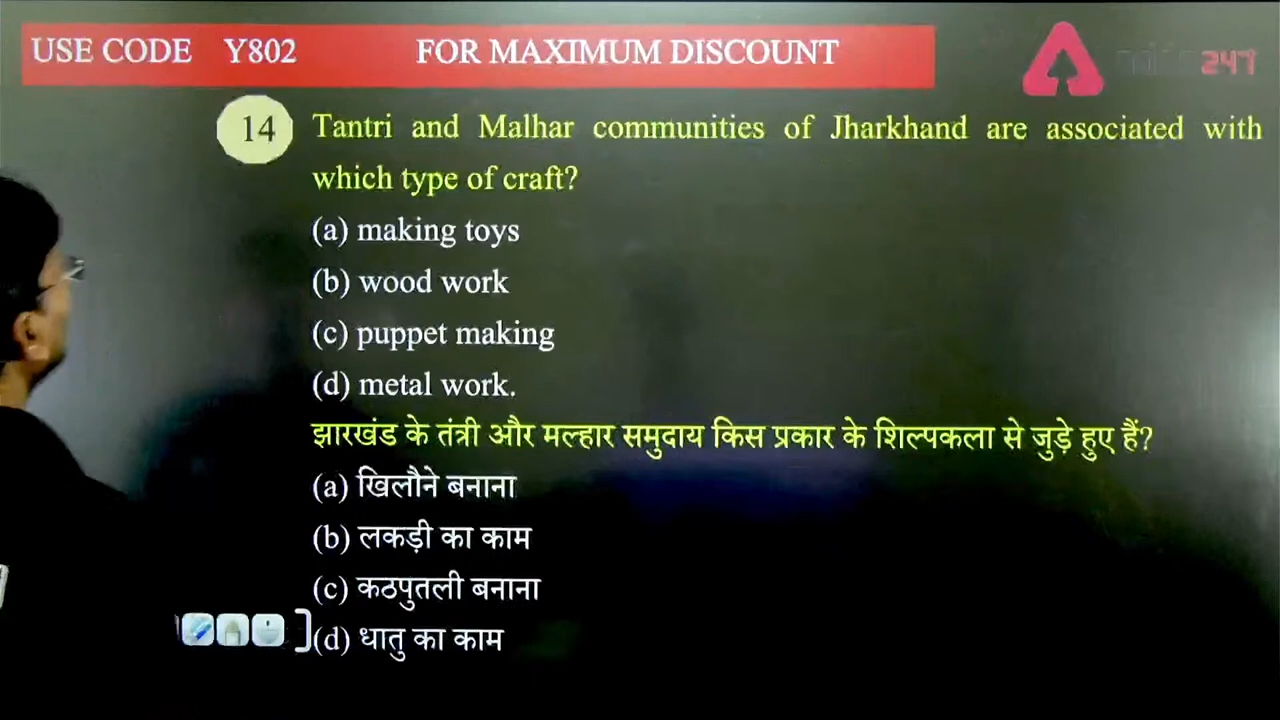 USE CODE Y802 FOR MAXIMUM DISCOUNT
247
14 Tantri and Malhar communities of Jharkhand are associated with
which type of craft?
(a) making toys
(b) wood work
(c) puppet making
(d) metal work.
झारखंड के तंत्री और मल्हार समुदाय किस प्रकार के शिल्पकला से जुड़े हुए हैं?
(a) खिलौने बनाना
(b) लकड़ी का काम
(c) कठपुतली बनाना
(d) धातु का काम